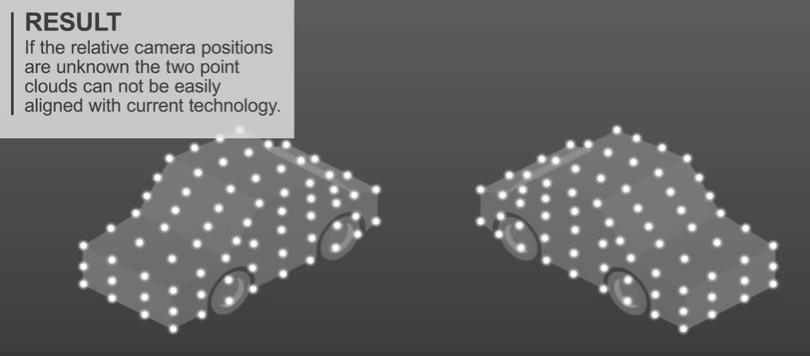 RESULT
If the relative camera positions
are unknown the two point
clouds can not be easily
aligned with current technology.